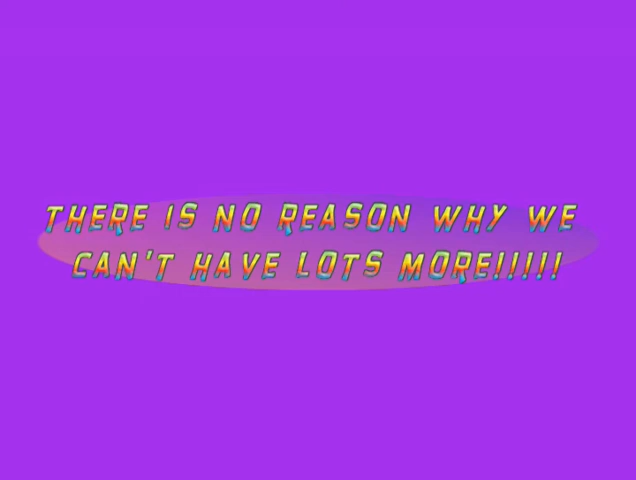 THERE IS NO REASON WHY WE
CAN'T HAVE LOTS MORE!!!!!